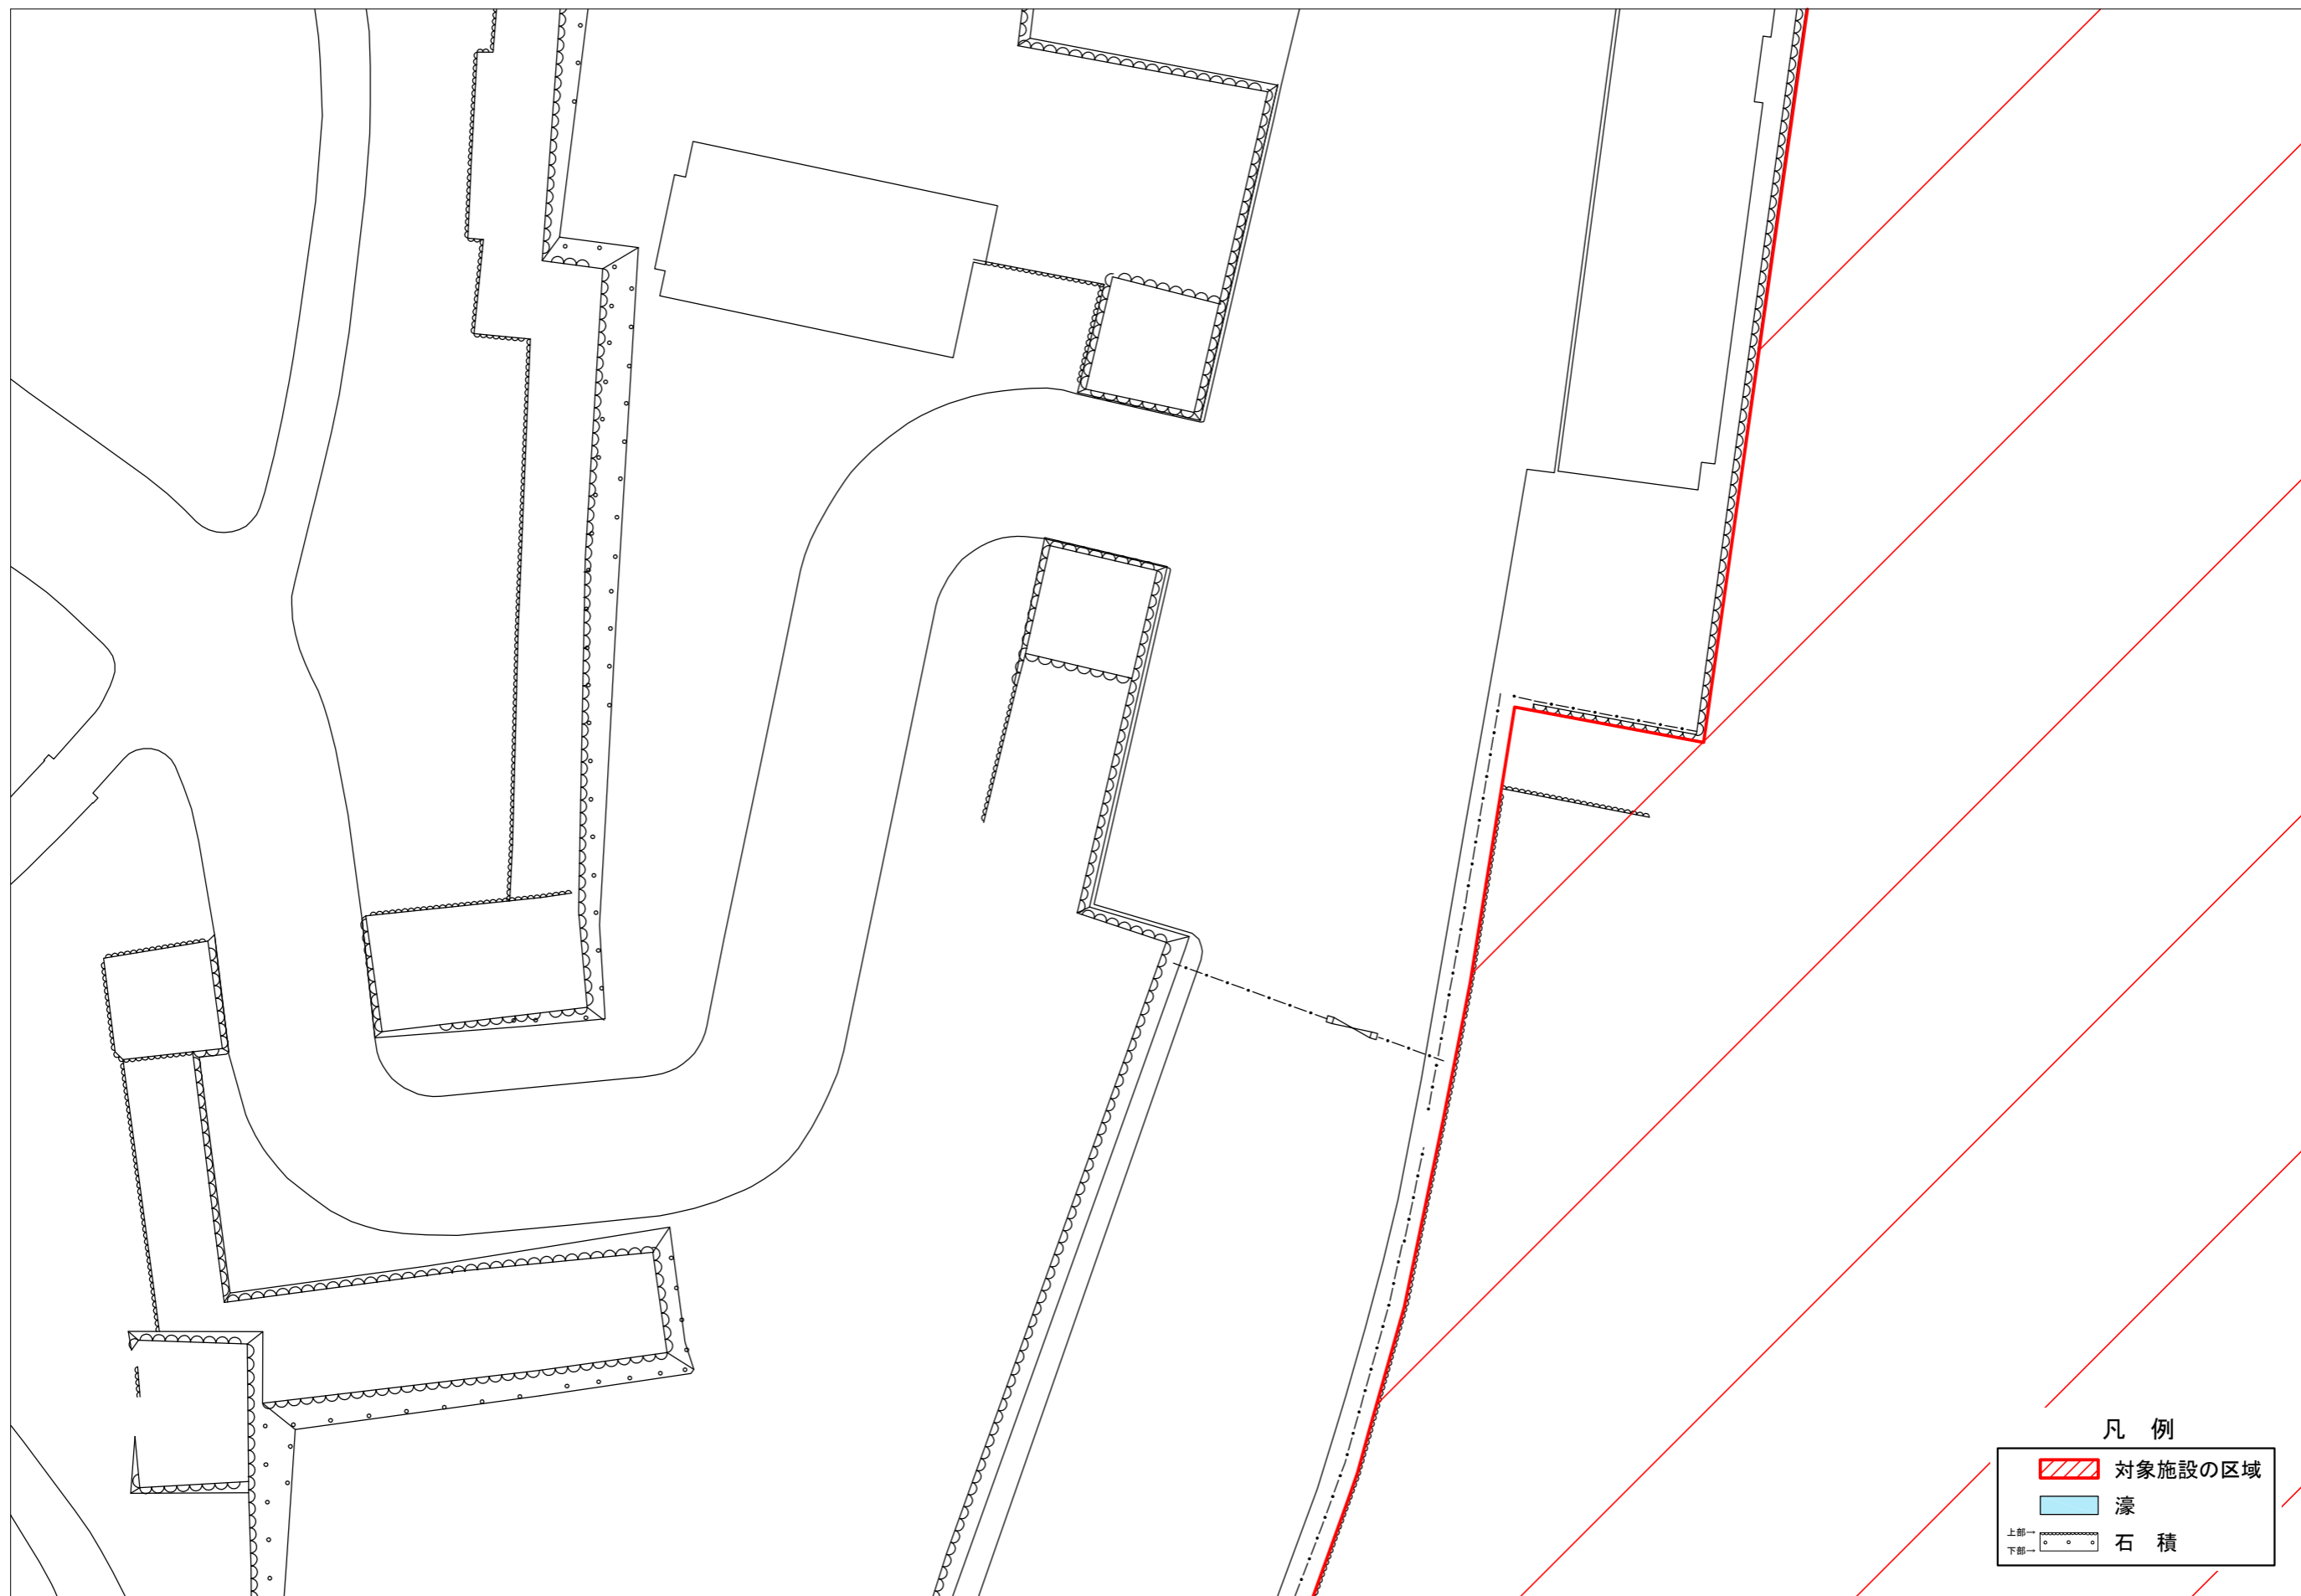 凡　例
対象施設の区域
濠
上部→
石　積
下部→